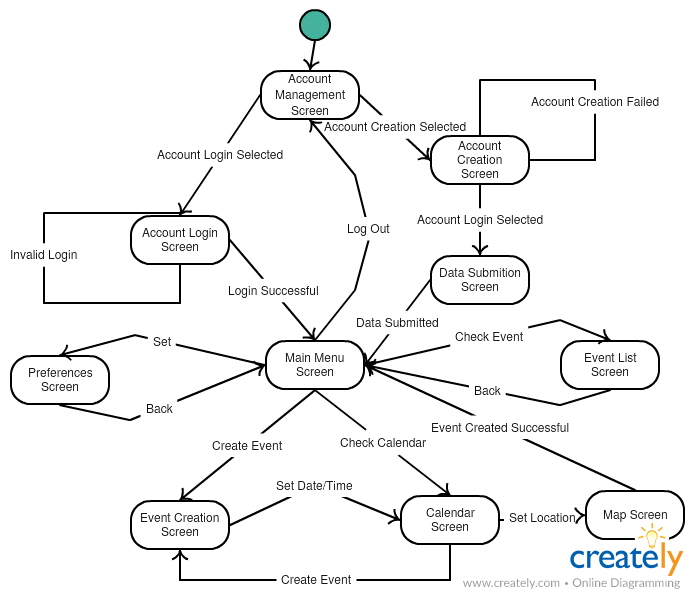 Account
Management
Screen
Account Creation Failed
Account Creation Selected
Account
Creation
Screen
Account Login Selected
Account Login Selected
Account Login
Screen
Log Out
Invalid Login
Data Submition
Screen
Login Successful
Data Submitted
Check Event
Set
Main Menu
Screen
Event List
Screen
Preferences
Screen
Back
Back
Event Created Successful
Create Event
Check Calendar
Set Date/Time
Event Creation
Screen
Calendar
Screen
Set Location
Map Screen
creately
Create Event
www.creately.com • Online Diagramming